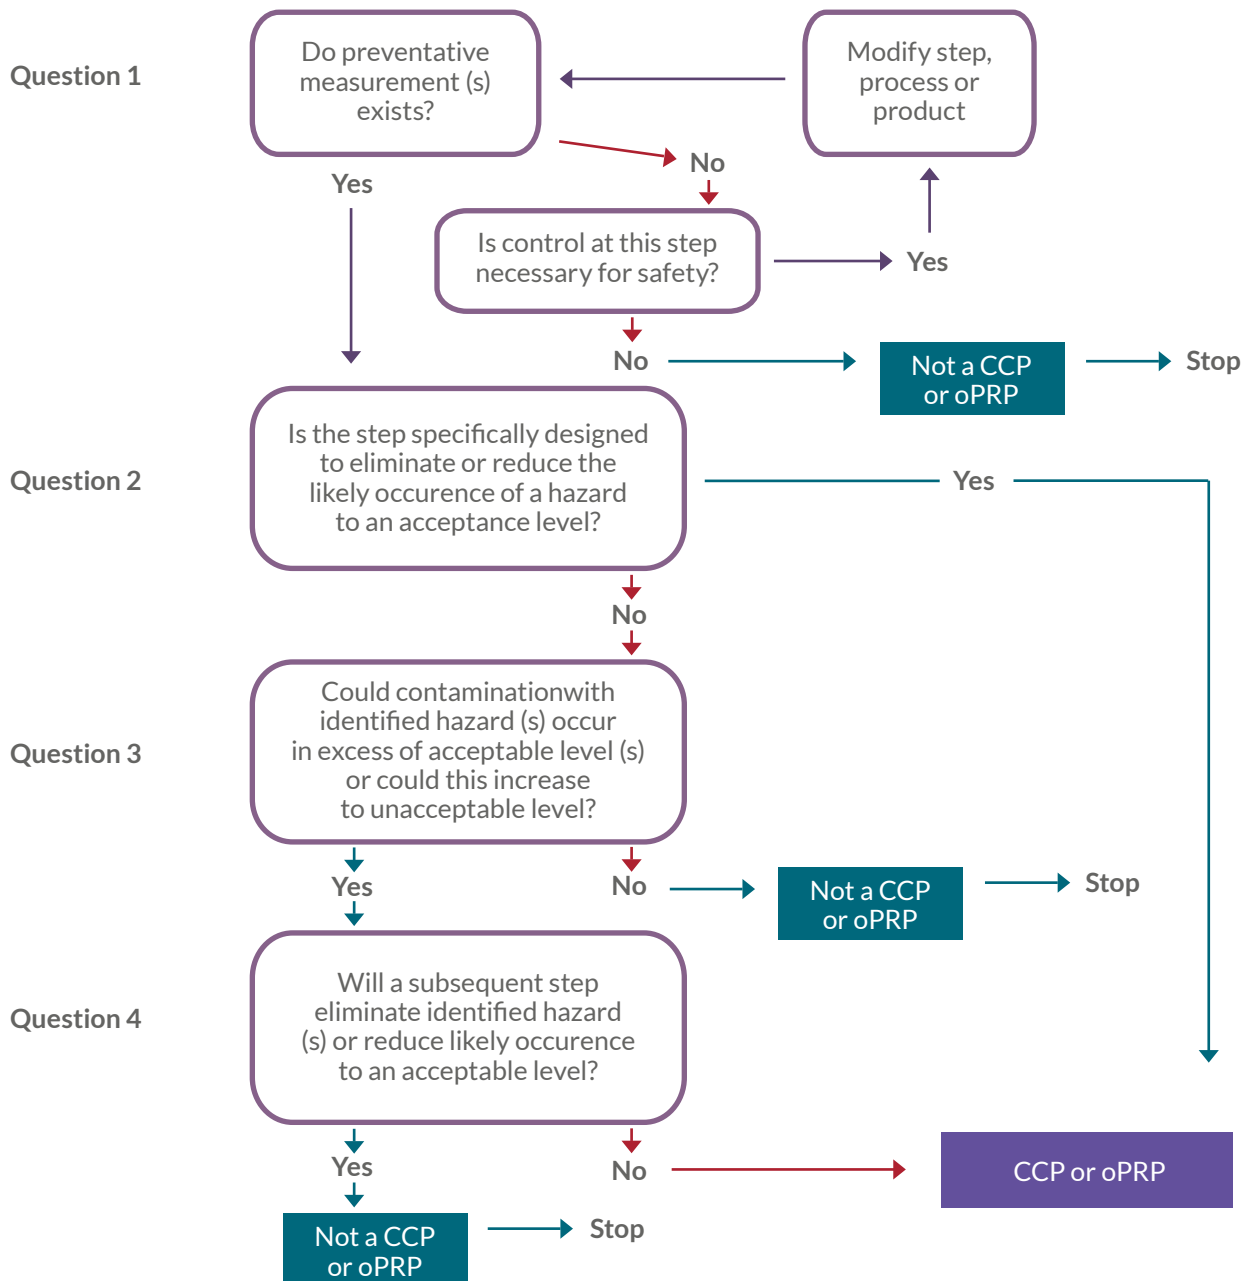 Question 1
Do preventative
measurement (s)
exists?
Modify step,
process or
product
No
Yes
Is control at this step
necessary for safety?
Yes
No
Not a CCP
or oPRP
Stop
Question 2
Is the step specifically designed
to eliminate or reduce the
likely occurence of a hazard
to an acceptance level?
Yes
No
Question 3
Could contaminationwith
identified hazard (s) occur
in excess of acceptable level (s)
or could this increase
to unacceptable level?
Yes
No
Not a CCP
or oPRP
Stop
Question 4
Will a subsequent step
eliminate identified hazard
(s) or reduce likely occurence
to an acceptable level?
Yes
No
CCP or oPRP
Not a CCP
or oPRP
Stop